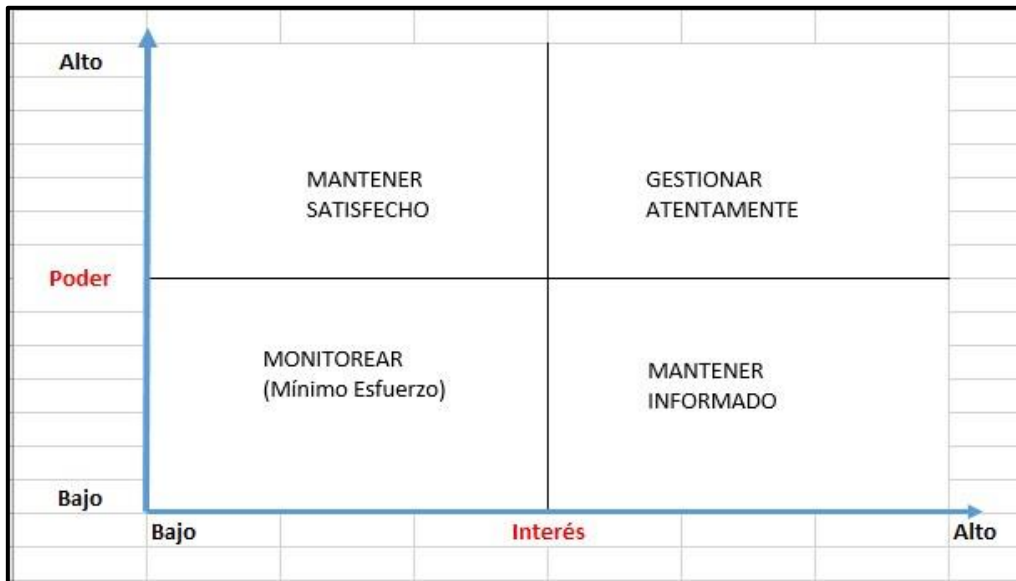 Alto
MANTENER
SATISFECHO
GESTIONAR
ATENTAMENTE
Poder
MONITOREAR
(Mínimo Esfuerzo)
MANTENER
INFORMADO
Bajo
Bajo
Interés
Alto